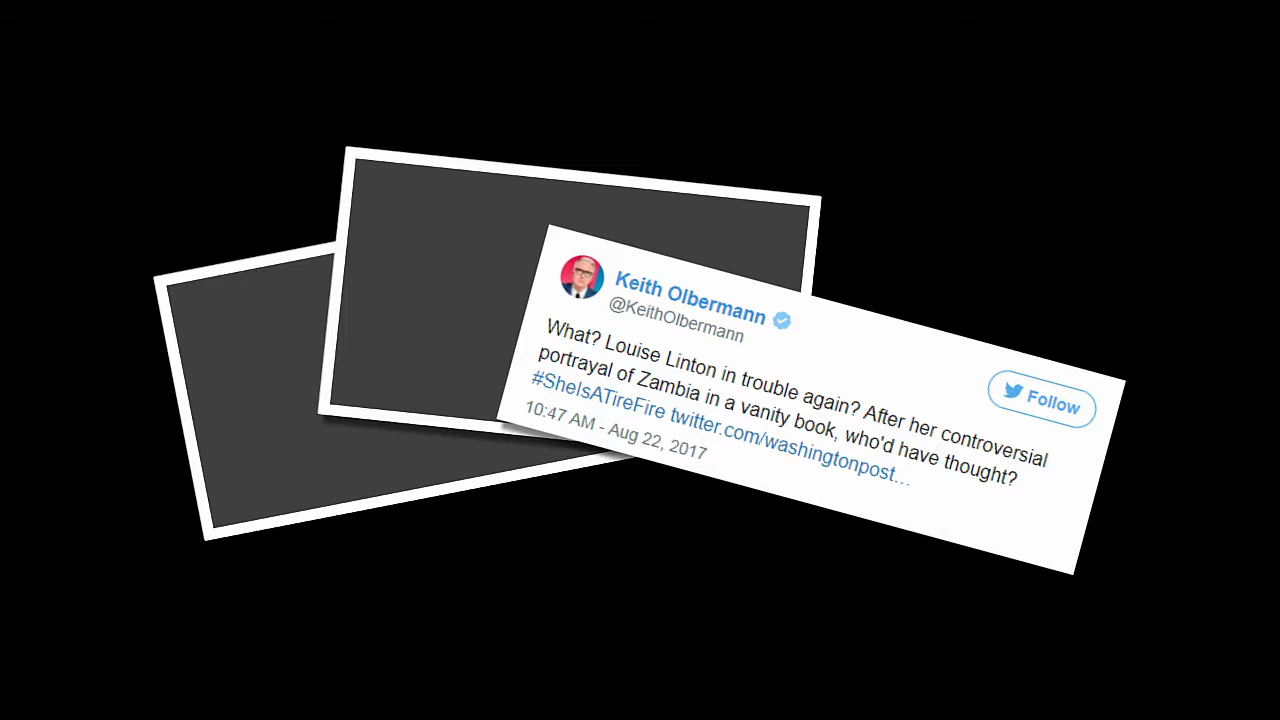 Keith Olbermann
@KeithOlbermann
Follow
What? Louise Linton in trouble again? After her controversial
portrayal of Zambia in a vanity book, who'd have thought?
#SheIsATireFire twitter.com/washingtonpost…
10:47 AM - Aug 22, 2017